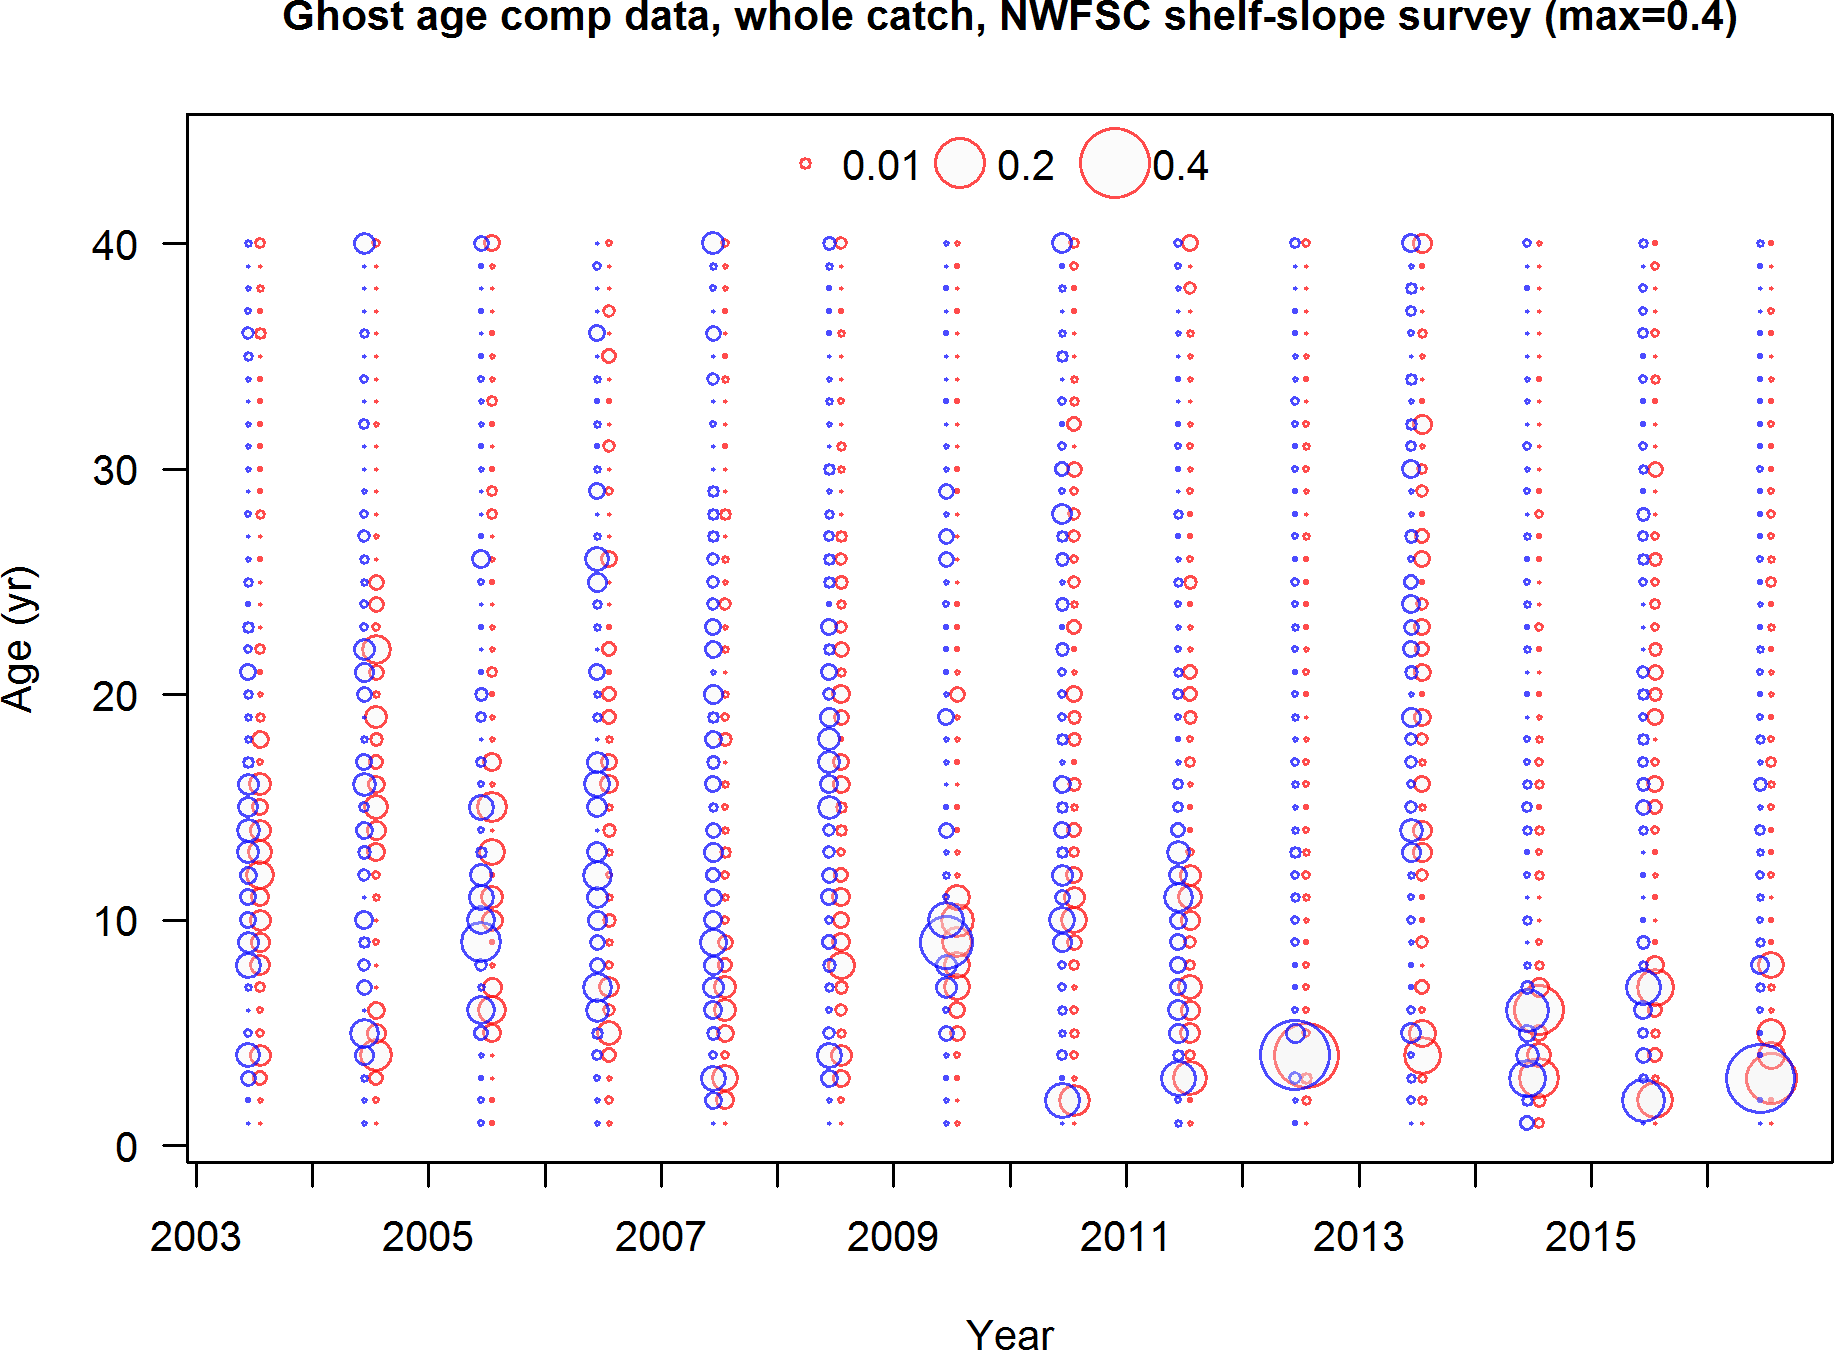 Ghost age comp data, whole catch, NWFSC shelf-slope survey (max=0.4)
0.01 0.2 0.4
40
30
20
10
0
Age (yr)
2003 2005 2007 2009 2011 2013 2015
Year